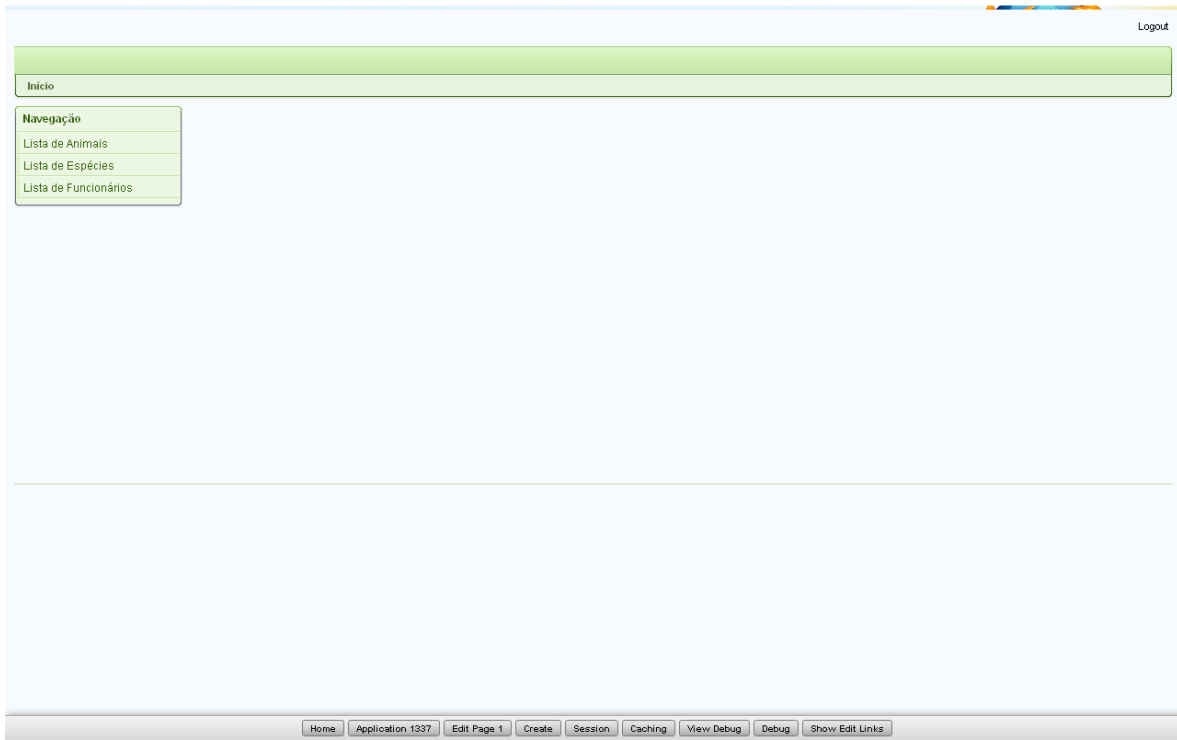 Logout
Início
Navegação
Lista de Animais
Lista de Espécies
Lista de Funcionários
Home Application 1337 Edit Page 1 Create Session Caching View Debug Debug Show Edit Links